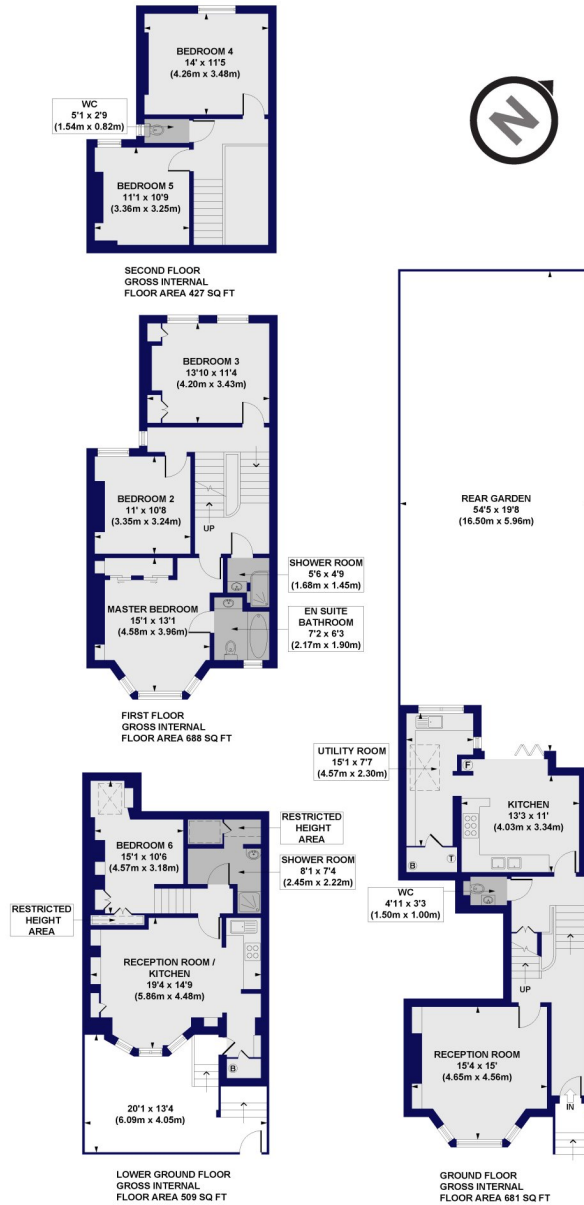 BEDROOM 4
14' x 11'5
(4.26m x 3.48m)
WC
5'1 x 2'9
(1.54m x 0.82m)
BEDROOM 5
11'1 x 10'9
(3.36m x 3.25m)
SECOND FLOOR
GROSS INTERNAL
FLOOR AREA 427 SQ FT
N
BEDROOM 3
13'10 x 11'4
(4.20m x 3.43m)
BEDROOM 2
11' x 10'8
(3.35m x 3.24m)
UP
SHOWER ROOM
5'6 x 4'9
(1.68m x 1.45m)
MASTER BEDROOM
15'1 x 13'1
(4.58m x 3.96m)
EN SUITE
BATHROOM
7'2 x 6'3
(2.17m x 1.90m)
FIRST FLOOR
GROSS INTERNAL
FLOOR AREA 688 SQ FT
REAR GARDEN
54'5 x 19'8
(16.50m x 5.96m)
UTILITY ROOM
15'1 x 7'7
(4.57m x 2.30m)
F
KITCHEN
13'3 x 11'
(4.03m x 3.34m)
B
T
WC
4'11 x 3'3
(1.50m x 1.00m)
UP
RECEPTION ROOM
15'4 x 15'
(4.65m x 4.56m)
IN
GROUND FLOOR
GROSS INTERNAL
FLOOR AREA 681 SQ FT
BEDROOM 6
15'1 x 10'6
(4.57m x 3.18m)
RESTRICTED
HEIGHT
AREA
SHOWER ROOM
8'1 x 7'4
(2.45m x 2.22m)
RESTRICTED
HEIGHT
AREA
RECEPTION ROOM /
KITCHEN
19'4 x 14'9
(5.86m x 4.48m)
B
20'1 x 13'4
(6.09m x 4.05m)
LOWER GROUND FLOOR
GROSS INTERNAL
FLOOR AREA 509 SQ FT